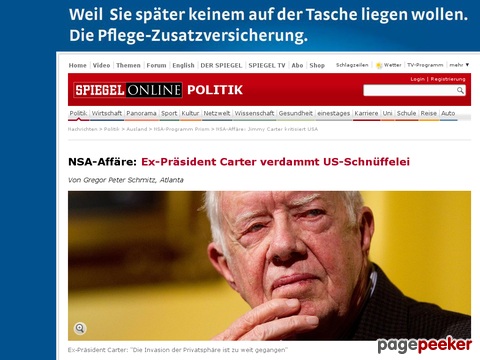 Weil Sie später keinem auf der Tasche liegen wollen.
Die Pflege-Zusatzversicherung.
Home Video Themen Forum English DER SPIEGEL SPIEGEL TV Abo Shop Schlagzeilen Wetter TV-Programm mehr
Login | Registrierung
SPIEGEL ONLINE POLITIK
Politik Wirtschaft Panorama Sport Kultur Netzwelt Wissenschaft Gesundheit einestages Karriere Uni Schule Reise Auto
Nachrichten > Politik > Ausland > NSA-Programm Prism > NSA-Affäre: Jimmy Carter kritisiert USA
NSA-Affäre: Ex-Präsident Carter verdammt US-Schnüffelei
Von Gregor Peter Schmitz, Atlanta
Ex-Präsident Carter: "Die Invasion der Privatsphäre ist zu weit gegangen"
pagepeeker